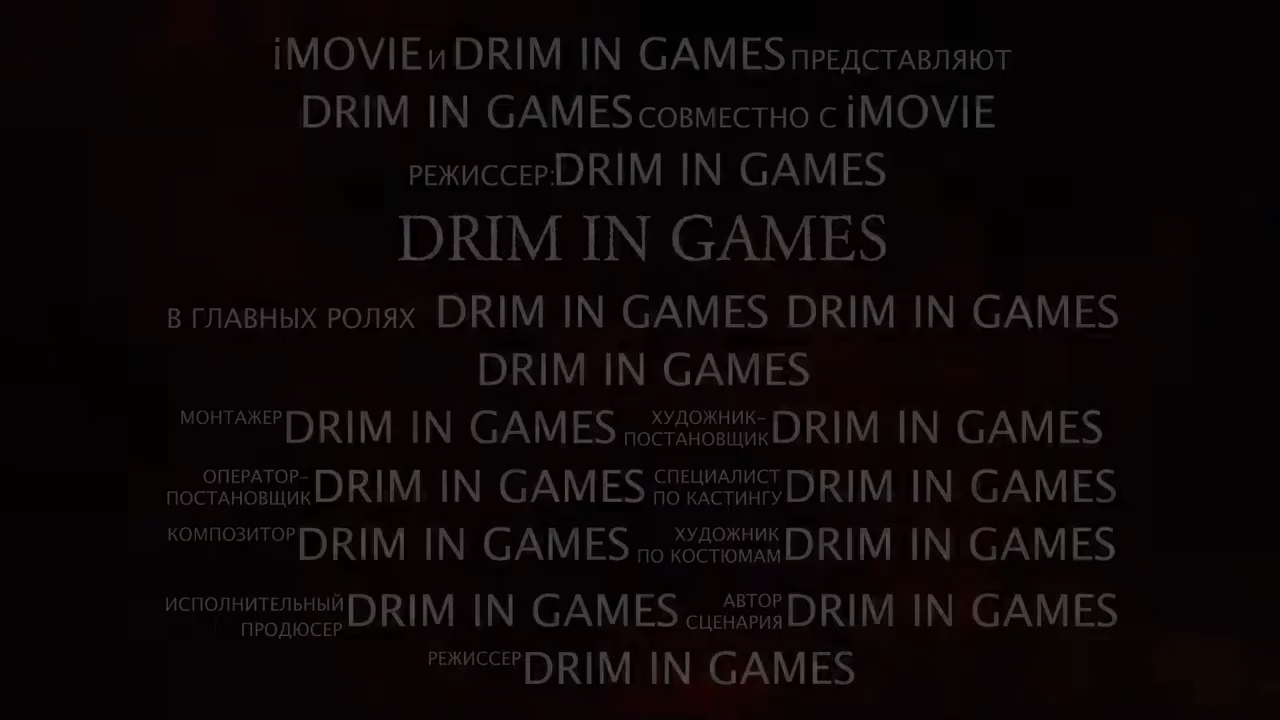 iMOVIE И DRIM IN GAMES ПРЕДСТАВЛЯЮТ
DRIM IN GAMES СОВМЕСТНО С iMOVIE
РЕЖИССЕР: DRIM IN GAMES
DRIM IN GAMES
В ГЛАВНЫХ РОЛЯХ DRIM IN GAMES DRIM IN GAMES
DRIM IN GAMES
МОНТАЖЕР DRIM IN GAMES ХУДОЖНИК-ПОСТАНОВЩИК DRIM IN GAMES
ОПЕРАТОР-ПОСТАНОВЩИК DRIM IN GAMES СПЕЦИАЛИСТ ПО КАСТИНГУ DRIM IN GAMES
КОМПОЗИТОР DRIM IN GAMES ХУДОЖНИК ПО КОСТЮМАМ DRIM IN GAMES
ИСПОЛНИТЕЛЬНЫЙ ПРОДЮСЕР DRIM IN GAMES АВТОР СЦЕНАРИЯ DRIM IN GAMES
РЕЖИССЕР DRIM IN GAMES